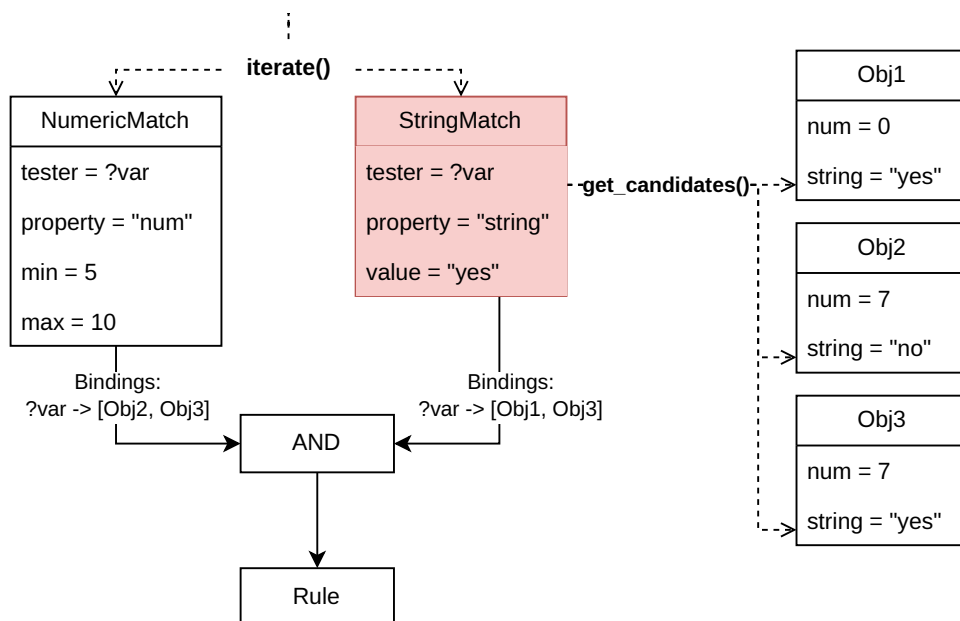 iterate()
NumericMatch
tester = ?var
property = "num"
min = 5
max = 10
StringMatch
tester = ?var
property = "string"
value = "yes"
get_candidates()
Obj1
num = 0
string = "yes"
Obj2
num = 7
string = "no"
Obj3
num = 7
string = "yes"
Bindings:
?var -> [Obj2, Obj3]
Bindings:
?var -> [Obj1, Obj3]
AND
Rule